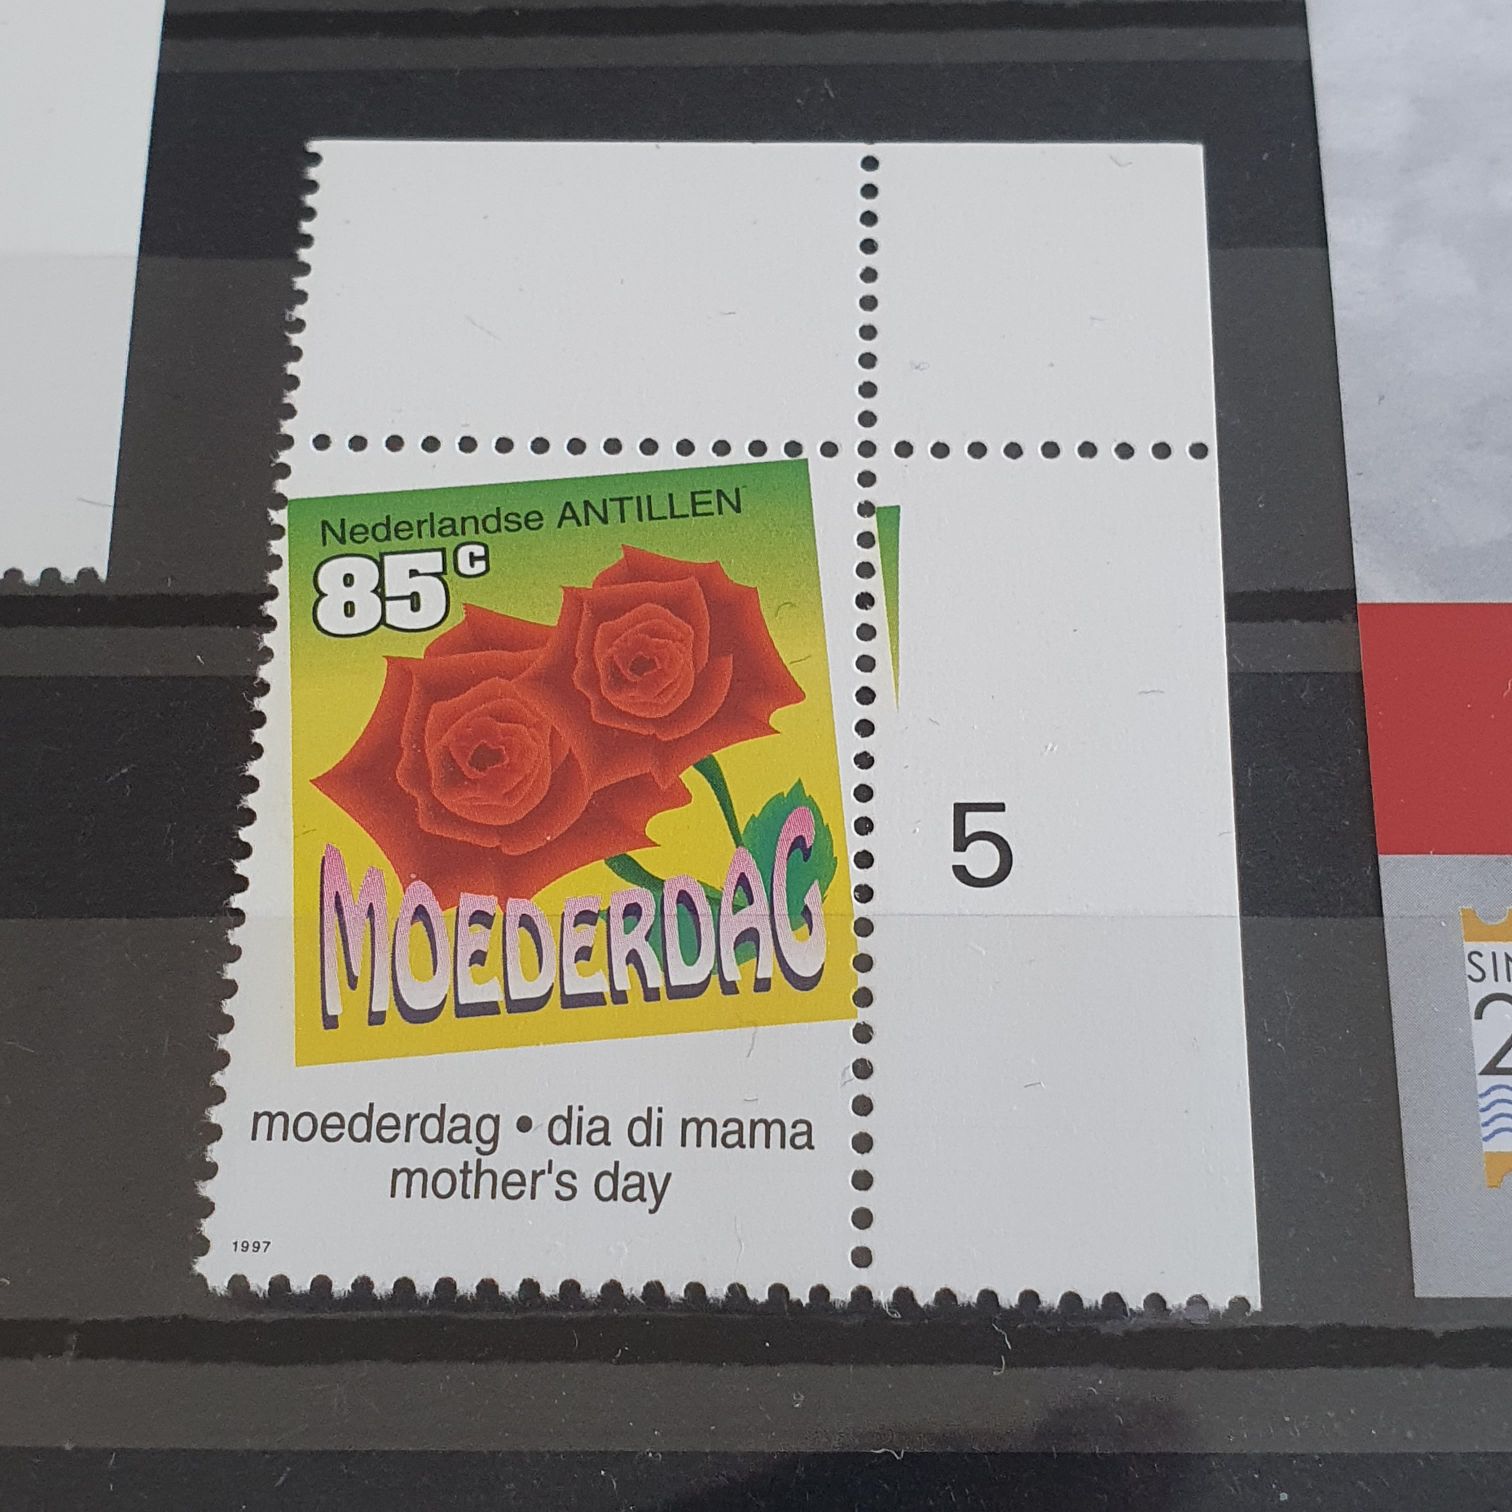 Nederlandse ANTILLEN
85c
MOEDERDAG
5
moederdag • dia di mama
mother's day
1997